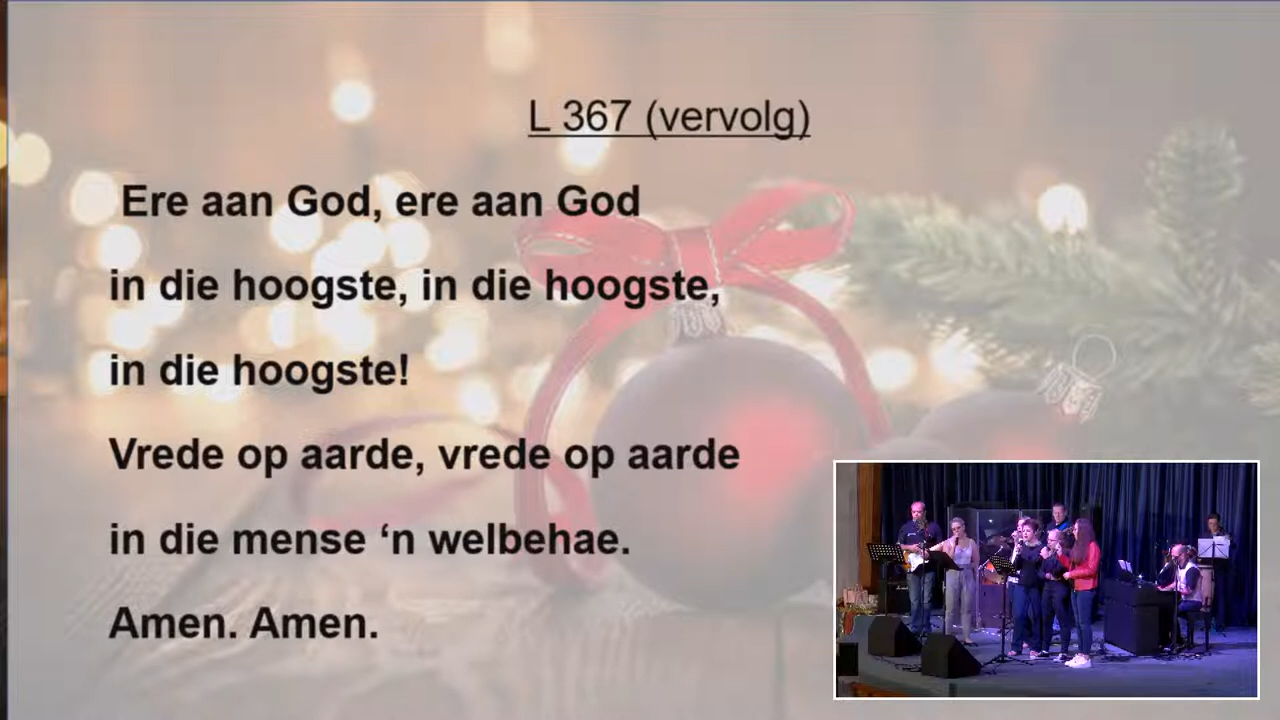 L 367 (vervolg)
Ere aan God, ere aan God
in die hoogste, in die hoogste,
in die hoogste!
Vrede op aarde, vrede op aarde
in die mense ‘n welbehae.
Amen. Amen.